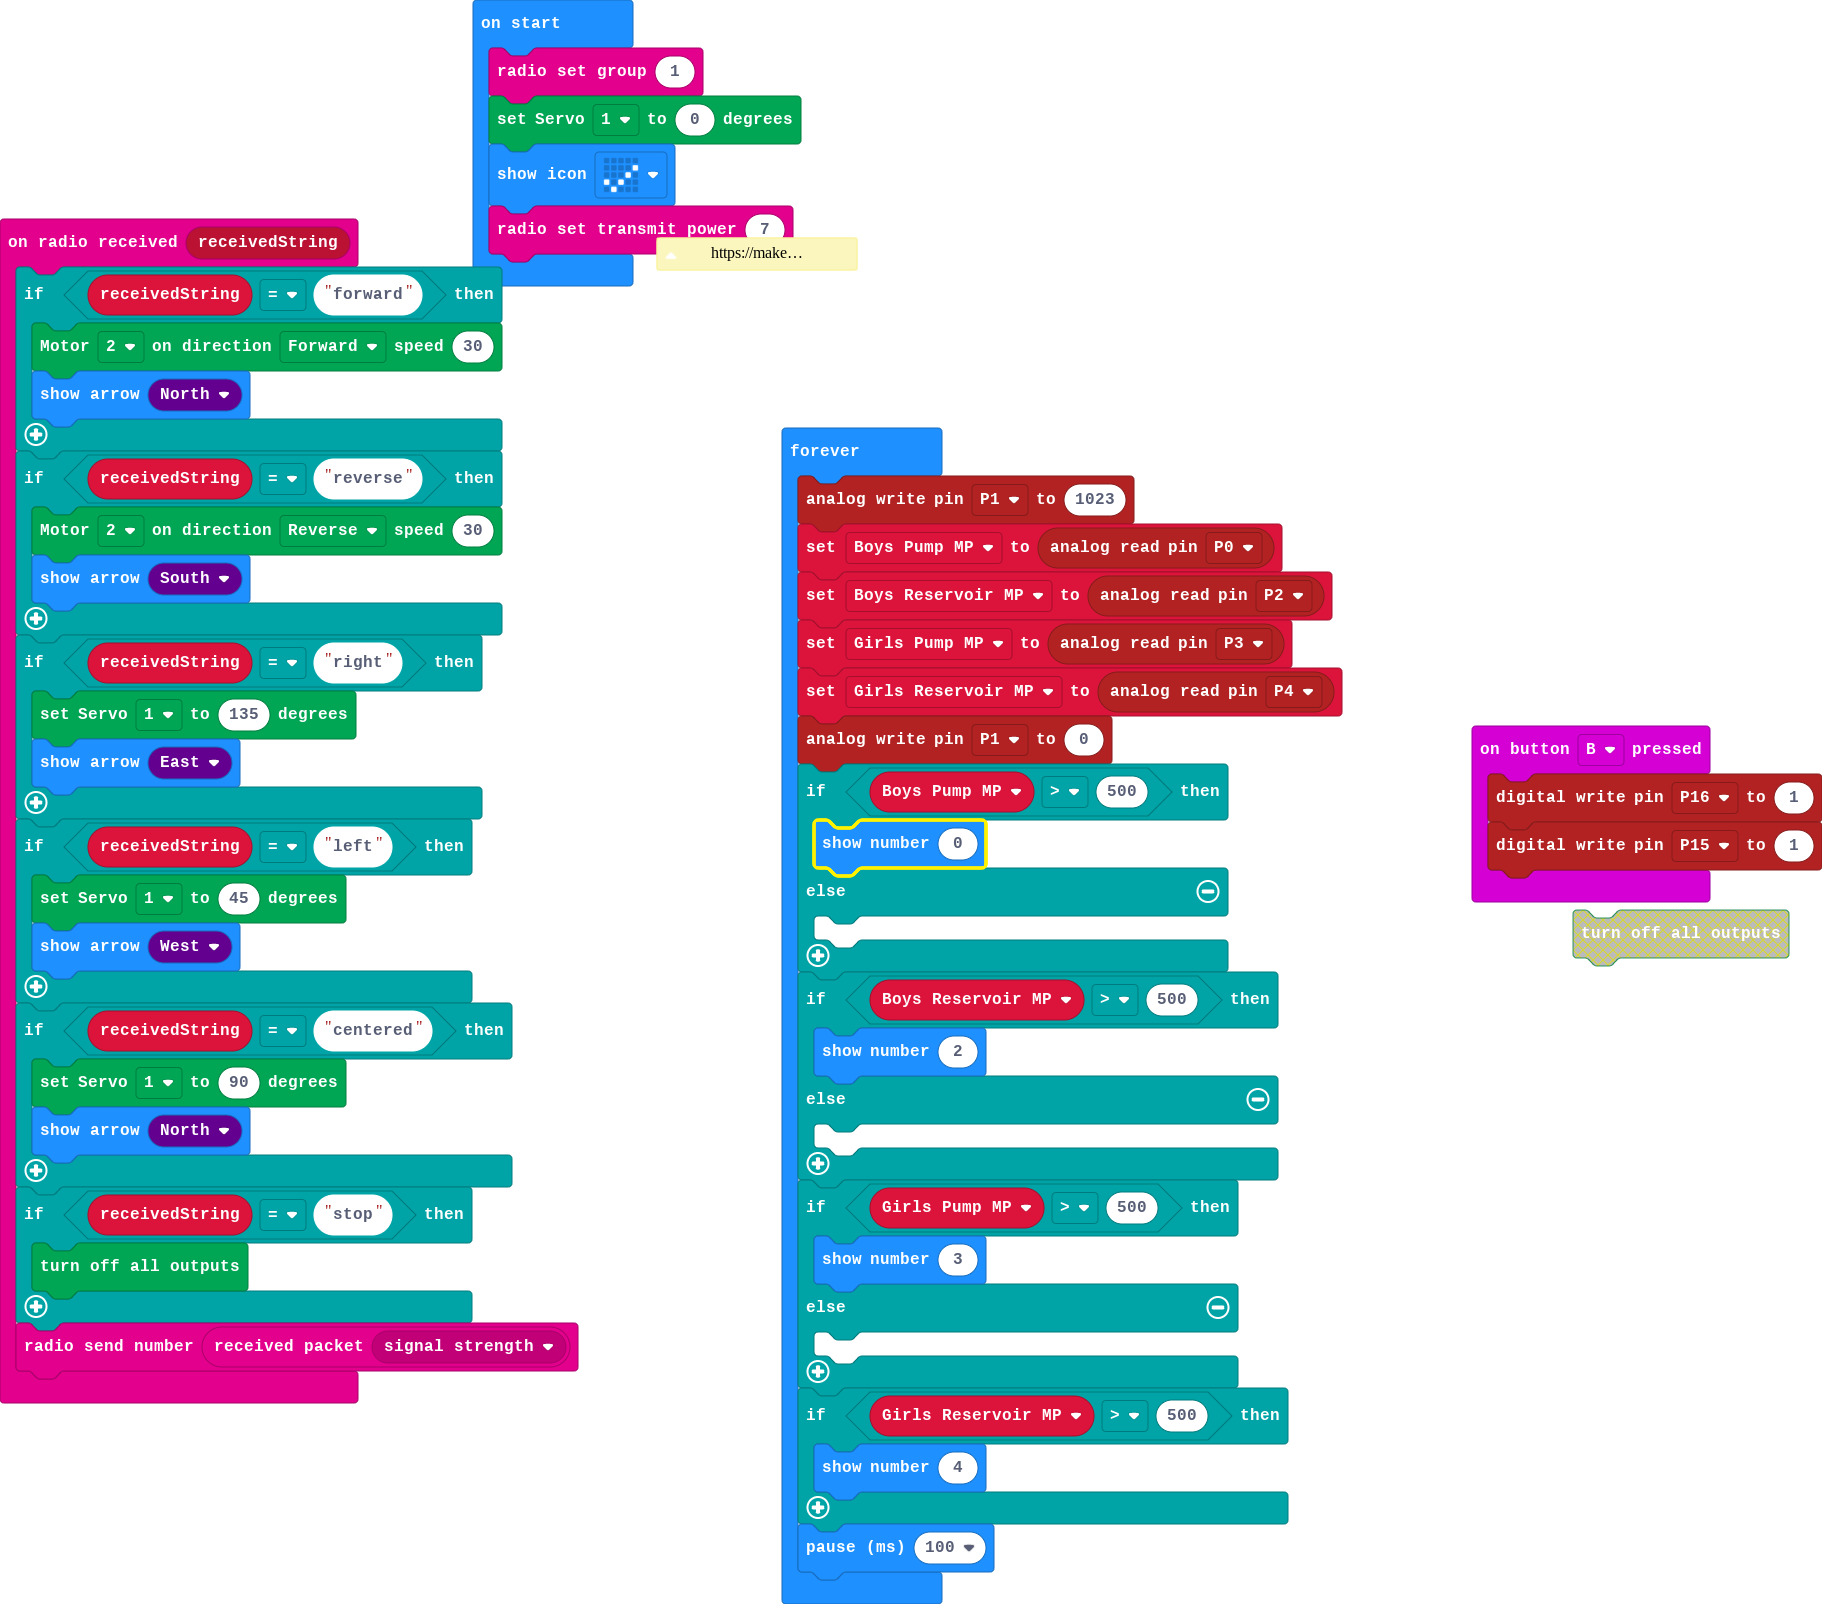 on start
radio set group 1
set Servo 1 to 0 degrees
show icon
radio set transmit power 7
https://make…
on radio received receivedString
if receivedString = "forward" then
Motor 2 on direction Forward speed 30
show arrow North
if receivedString = "reverse" then
Motor 2 on direction Reverse speed 30
show arrow South
if receivedString = "right" then
set Servo 1 to 135 degrees
show arrow East
if receivedString = "left" then
set Servo 1 to 45 degrees
show arrow West
if receivedString = "centered" then
set Servo 1 to 90 degrees
show arrow North
if receivedString = "stop" then
turn off all outputs
radio send number received packet signal strength
forever
analog write pin P1 to 1023
set Boys Pump MP to analog read pin P0
set Boys Reservoir MP to analog read pin P2
set Girls Pump MP to analog read pin P3
set Girls Reservoir MP to analog read pin P4
analog write pin P1 to 0
if Boys Pump MP > 500 then
show number 0
else
if Boys Reservoir MP > 500 then
show number 2
else
if Girls Pump MP > 500 then
show number 3
else
if Girls Reservoir MP > 500 then
show number 4
pause (ms) 100
on button B pressed
digital write pin P16 to 1
digital write pin P15 to 1
turn off all outputs